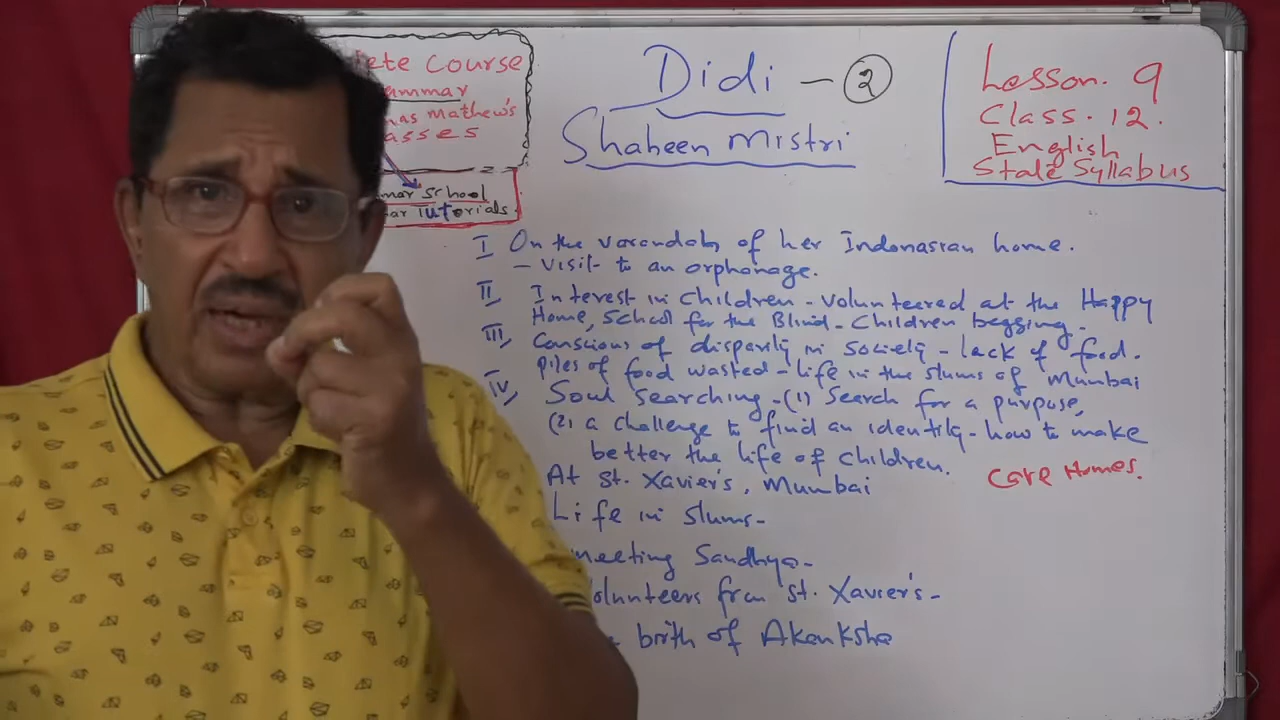 ete Course
ammar
as Mathew's
asses
mar School
ar Tutorials
Didi - 2
Shaheen Mistri
Lesson. 9
Class. 12.
English
State Syllabus
I On the varandah of her Indonasian home.
- visit to an orphanage.
II Interest in children - volunteered at the Happy
Home, School for the Blind - Children begging.
III, Conscious of disparity in society - lack of food.
piles of food wasted - life in the slums of Mumbai
IV, Soul searching - (1) Search for a purpose,
(2) a challenge to find an identity - how to make
better the life of children.
Care Homes.
At St. Xavier's, Mumbai
Life in slums -
meeting Sandhya -
olunteers from St. Xavier's -
birth of Akanksha